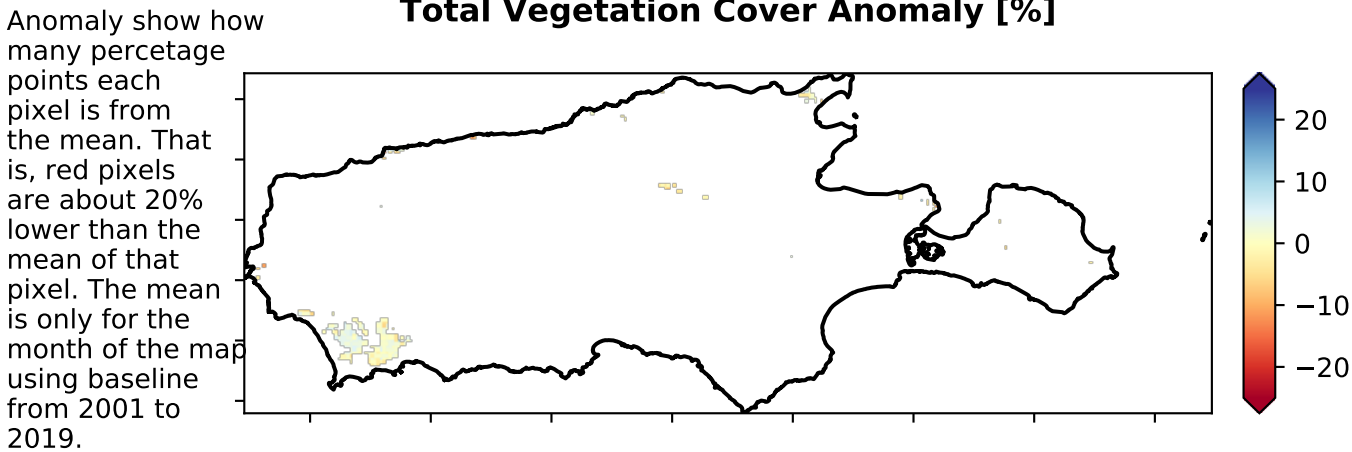 Total Vegetation Cover Anomaly [%]
Anomaly show how
many percetage
points each
pixel is from
the mean. That
is, red pixels
are about 20%
lower than the
mean of that
pixel. The mean
is only for the
month of the map
using baseline
from 2001 to
2019.
20
10
0
−10
−20